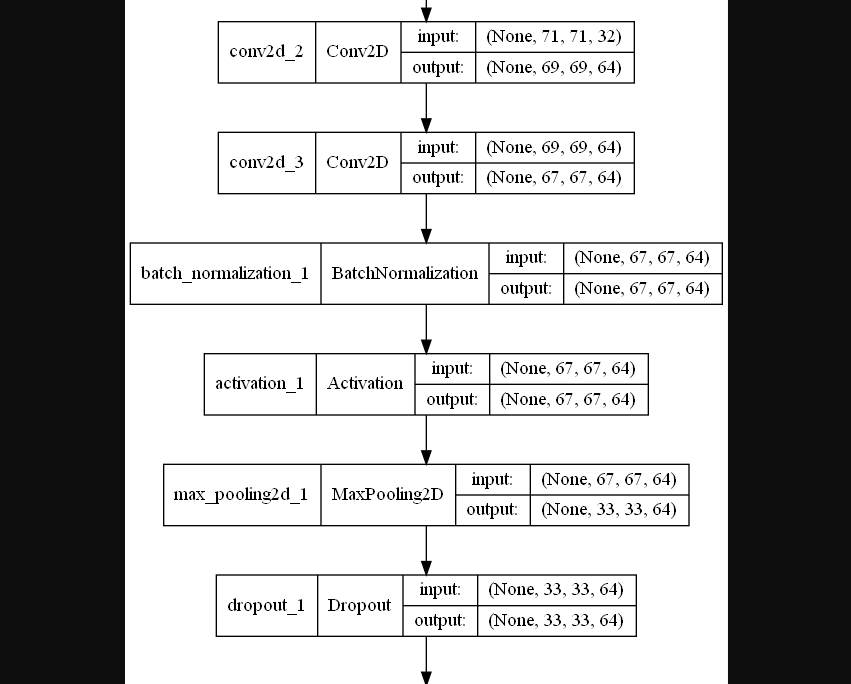 conv2d_2 Conv2D input: (None, 71, 71, 32)
output: (None, 69, 69, 64)
conv2d_3 Conv2D input: (None, 69, 69, 64)
output: (None, 67, 67, 64)
batch_normalization_1 BatchNormalization input: (None, 67, 67, 64)
output: (None, 67, 67, 64)
activation_1 Activation input: (None, 67, 67, 64)
output: (None, 67, 67, 64)
max_pooling2d_1 MaxPooling2D input: (None, 67, 67, 64)
output: (None, 33, 33, 64)
dropout_1 Dropout input: (None, 33, 33, 64)
output: (None, 33, 33, 64)